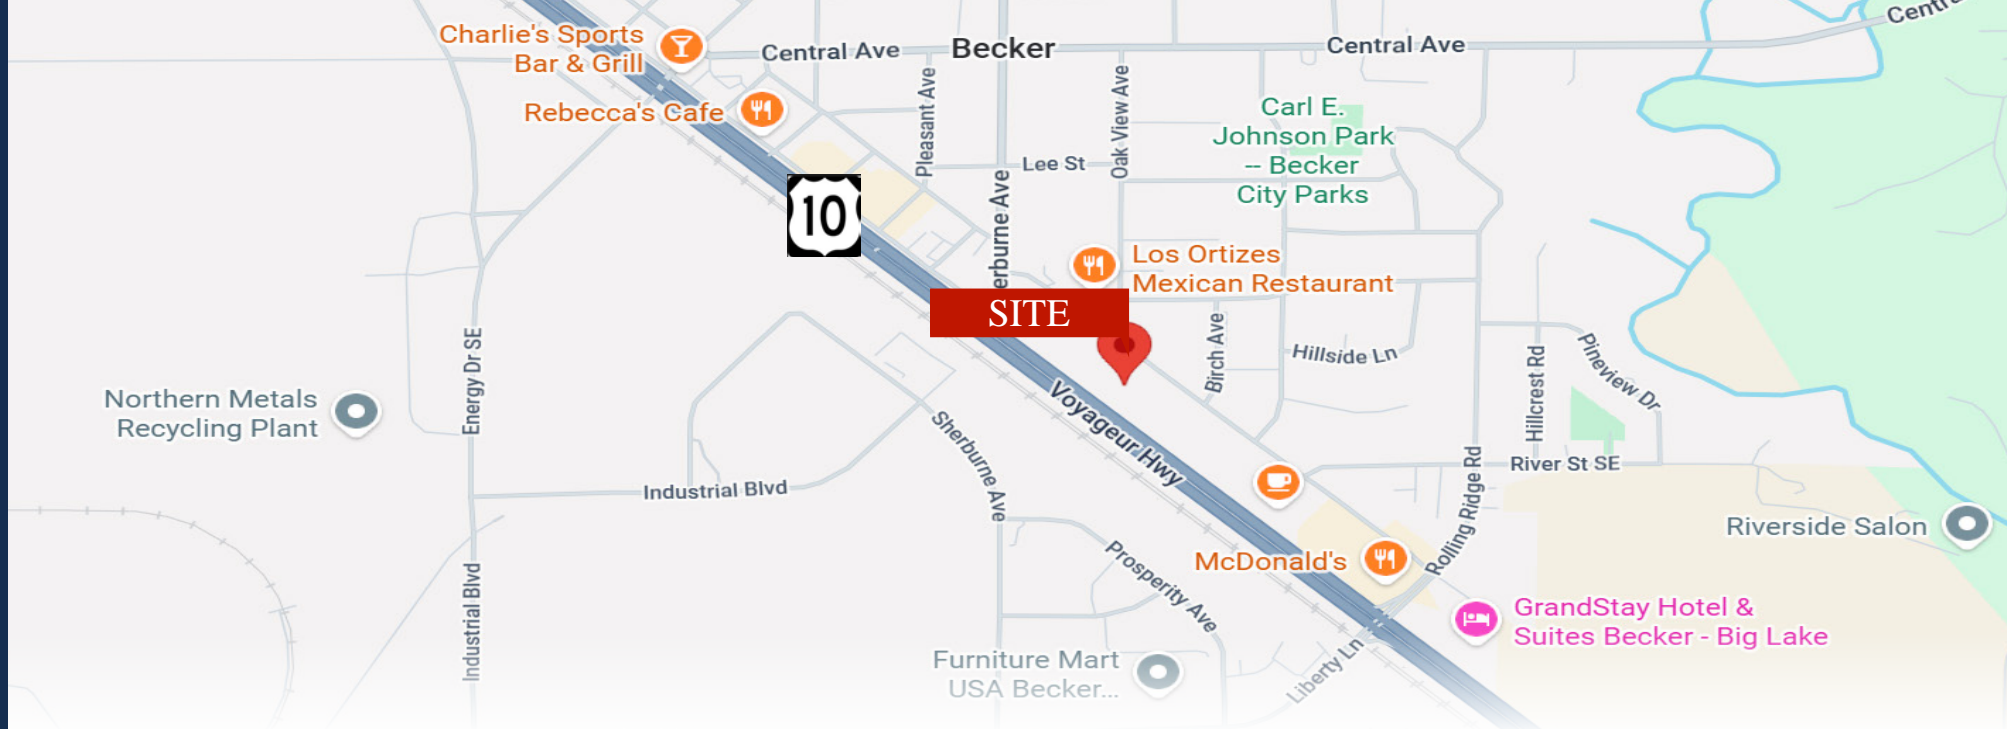 Charlie's Sports
Bar & Grill
Central Ave
Becker
Central Ave
Centr
Rebecca's Cafe
Pleasant Ave
Oak View Ave
Carl E.
Johnson Park
-- Becker
City Parks
Lee St
10
erburne Ave
Los Ortizes
Mexican Restaurant
SITE
Birch Ave
Hillside Ln
Hillcrest Rd
Pineview Dr
Energy Dr SE
Northern Metals
Recycling Plant
Voyageur Hwy
Sherburne Ave
Industrial Blvd
River St SE
Rolling Ridge Rd
Riverside Salon
Prosperity Ave
McDonald's
Industrial Blvd
GrandStay Hotel &
Suites Becker - Big Lake
Furniture Mart
USA Becker...
Liberty Ln